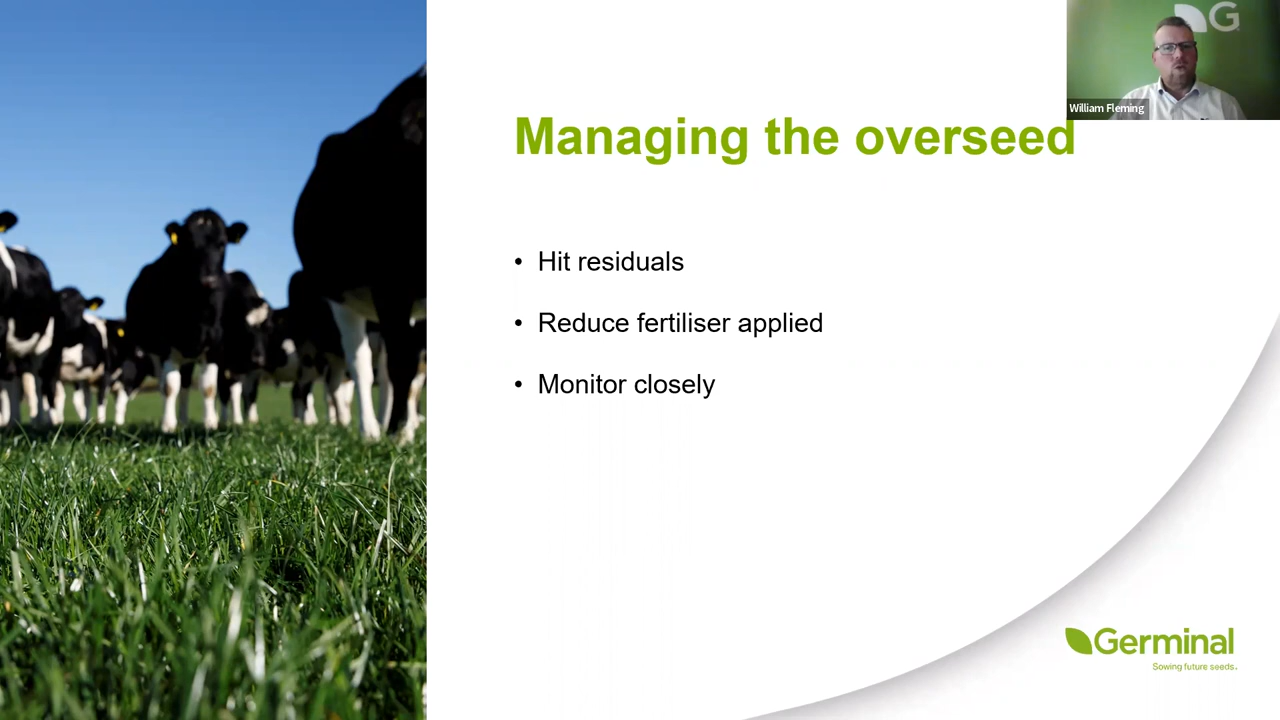 G
William Fleming
Managing the overseed
• Hit residuals
• Reduce fertiliser applied
• Monitor closely
Germinal
Sowing future seeds.